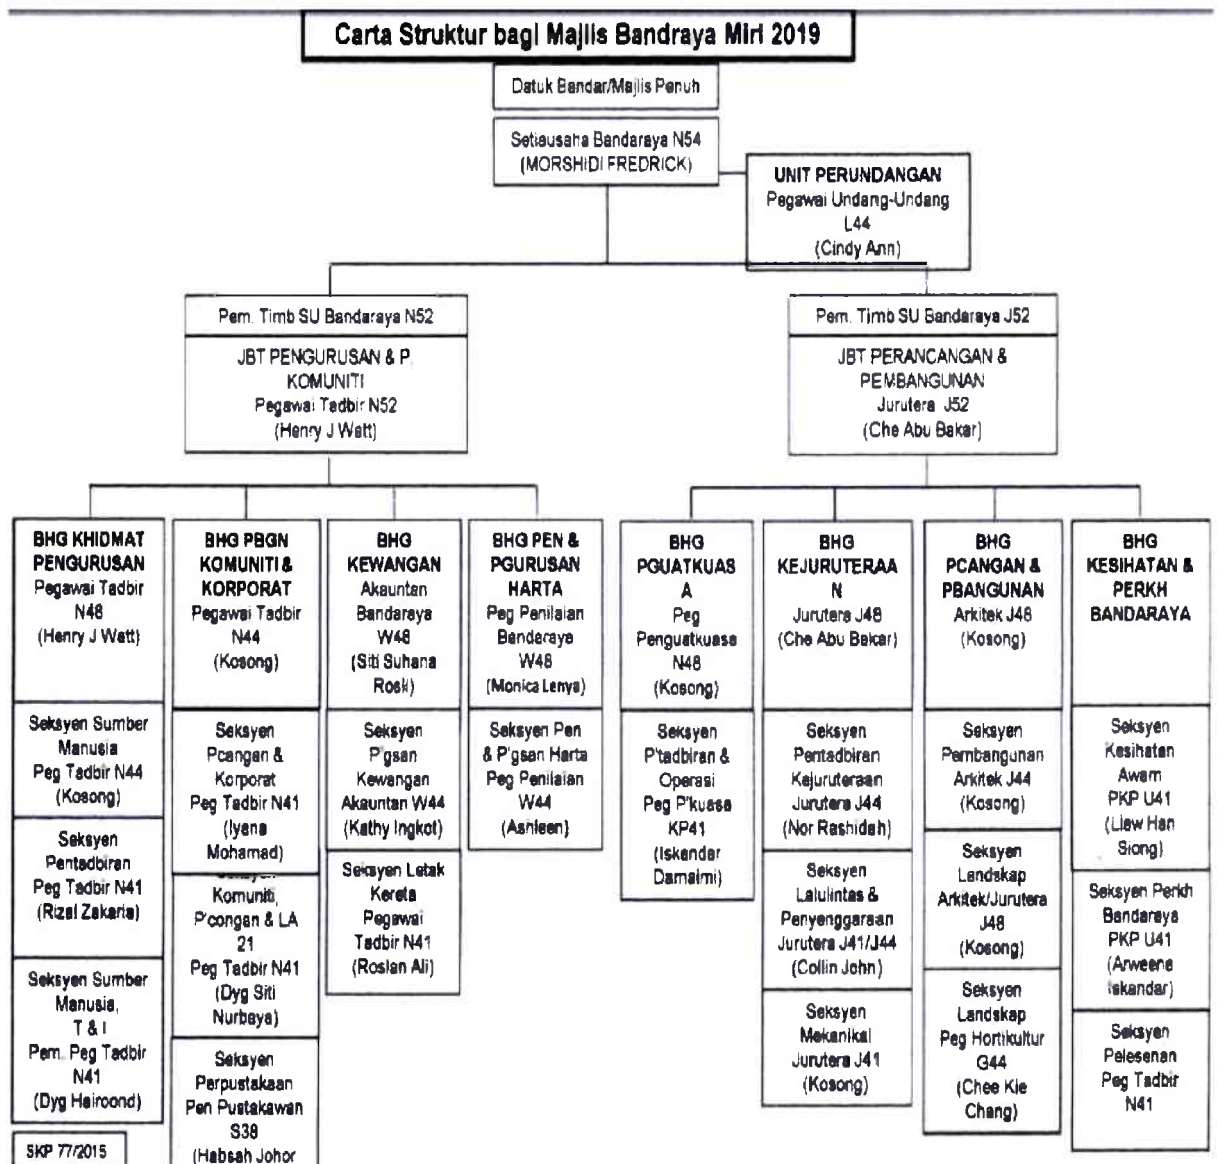 Carta Struktur bagi Majlis Bandraya Miri 2019
Datuk Bandar/Majlis Penuh
Setiausaha Bandaraya N54
(MORSHIDI FREDRICK)
UNIT PERUNDANGAN
Pegawai Undang-Undang
L44
(Cindy Ann)
Pem. Timb SU Bandaraya N52
JBT PENGURUSAN & P.
KOMUNITI
Pegawai Tadbir N52
(Henry J Watt)
Pem. Timb SU Bandaraya J52
JBT PERANCANGAN &
PEMBANGUNAN
Jurutera J52
(Che Abu Bakar)
BHG KHIDMAT
PENGURUSAN
Pegawai Tadbir
N48
(Henry J Watt)
Seksyen Sumber
Manusia
Peg Tadbir N44
(Kosong)
Seksyen
Pentadbiran
Peg Tadbir N41
(Rizal Zakaria)
Seksyen Sumber
Manusia,
T & I
Pem. Peg Tadbir
N41
(Dyg Hairoond)
SKP 77/2015
BHG PBGN
KOMUNITI &
KORPORAT
Pegawai Tadbir
N44
(Kosong)
Seksyen
Pcangan &
Korporat
Peg Tadbir N41
(Iyana
Mohamad)
Seksyen
Komuniti,
P'congan & LA
21
Peg Tadbir N41
(Dyg Siti
Nurbaya)
Seksyen
Perpustakaan
Pen Pustakawan
S38
(Habsah Johor
BHG
KEWANGAN
Akauntan
Bandaraya
W48
(Siti Suhana
Rosli)
Seksyen
P'gsan
Kewangan
Akauntan W44
(Kathy Ingkot)
Seksyen Letak
Kereta
Pegawai
Tadbir N41
(Roslan Ali)
BHG PEN &
PGURUSAN
HARTA
Peg Penilaian
Bandaraya
W48
(Monica Lenya)
Seksyen Pen
& P'gsan Harta
Peg Penilaian
W44
(Ashleen)
BHG
PGUATKUAS
A
Peg
Penguatkuasa
N48
(Kosong)
Seksyen
P'tadbiran &
Operasi
Peg P'kuasa
KP41
(Iskandar
Damaimi)
BHG
KEJURUTERAA
N
Jurutera J48
(Che Abu Bakar)
Seksyen
Pentadbiran
Kejuruteraan
Jurutera J44
(Nor Rashidah)
Seksyen
Lalulintas &
Penyenggaraan
Jurutera J41/J44
(Collin John)
Seksyen
Mekanikal
Jurutera J41
(Kosong)
BHG
PCANGAN &
PBANGUNAN
Arkitek J48
(Kosong)
Seksyen
Pembangunan
Arkitek J44
(Kosong)
Seksyen
Landskap
Arkitek/Jurutera
J48
(Kosong)
Seksyen
Landskap
Peg Hortikultur
G44
(Chee Kie
Chang)
BHG
KESIHATAN &
PERKH
BANDARAYA
Seksyen
Kesihatan
Awam
PKP U41
(Liew Han
Siong)
Seksyen Perkh
Bandaraya
PKP U41
(Arweena
Iskandar)
Seksyen
Pelesenan
Peg Tadbir
N41